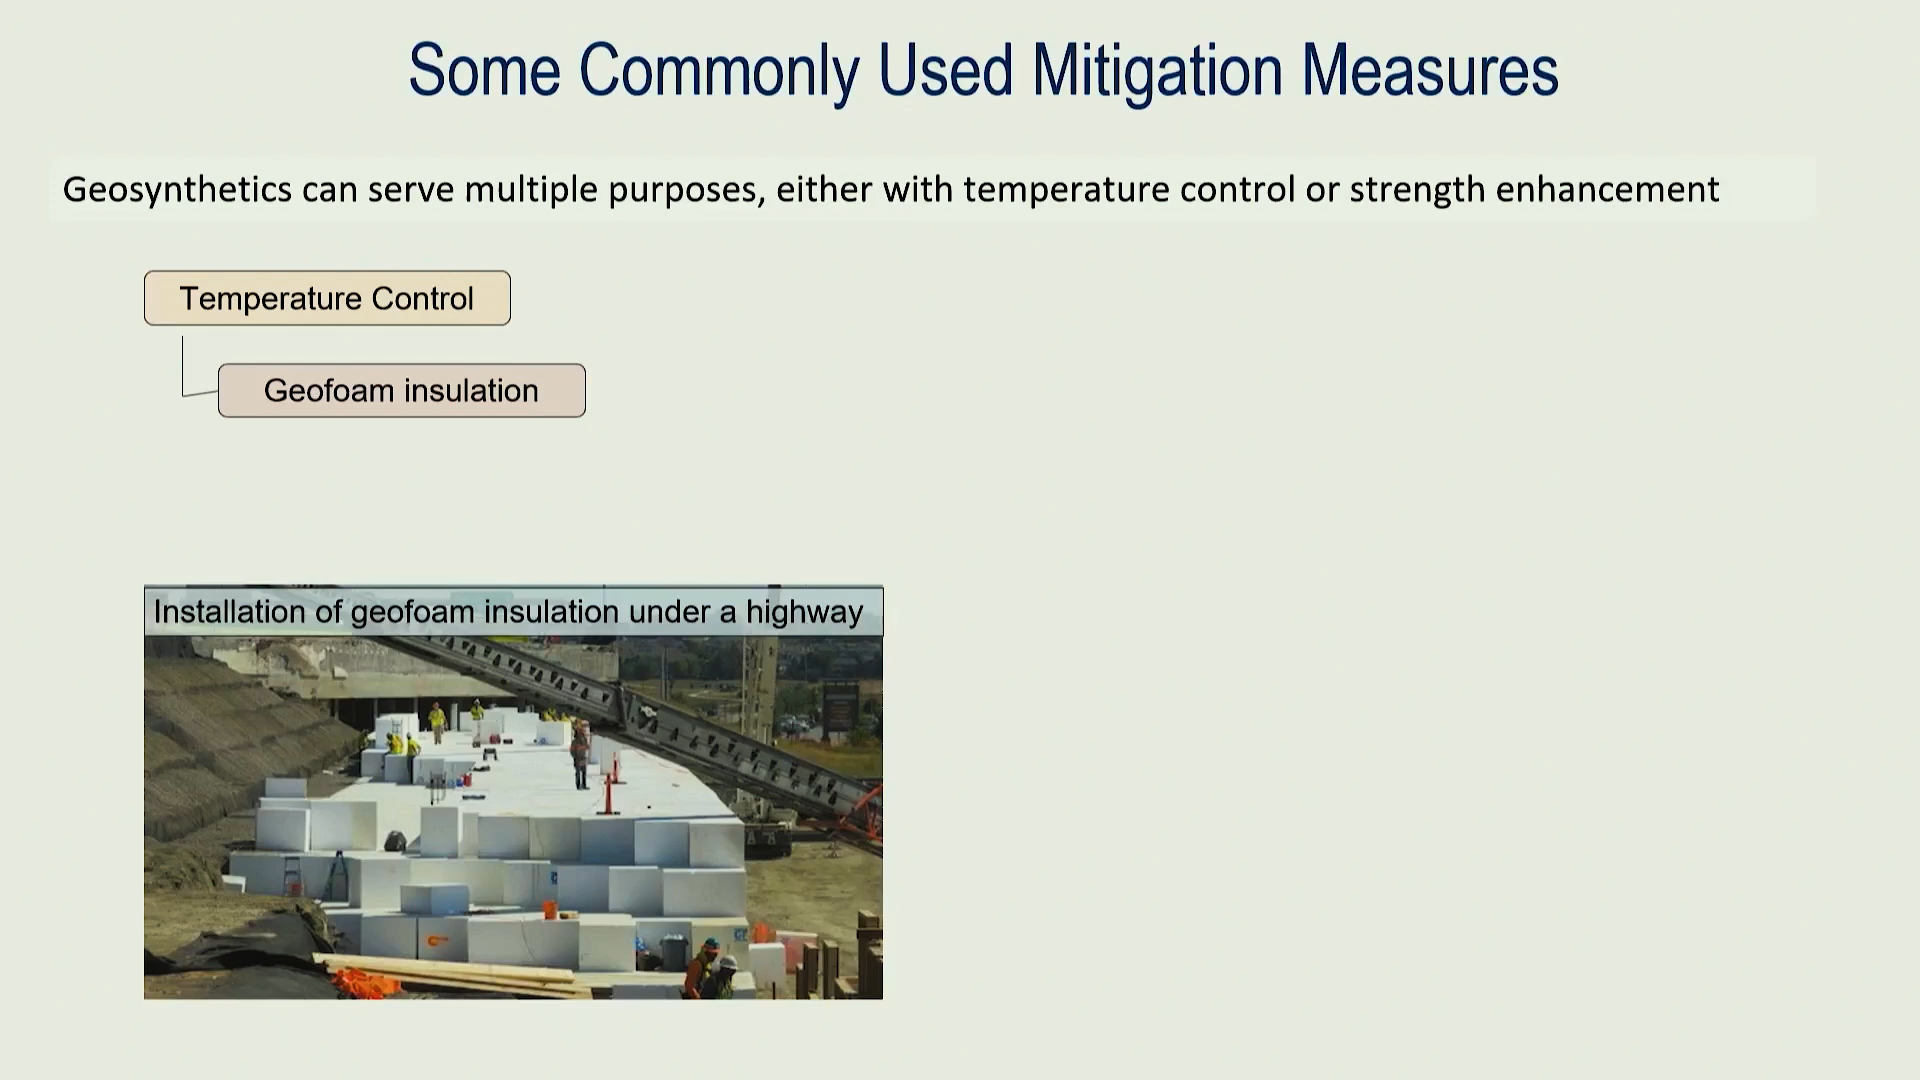 Some Commonly Used Mitigation Measures
Geosynthetics can serve multiple purposes, either with temperature control or strength enhancement
Temperature Control
Geofoam insulation
Installation of geofoam insulation under a highway